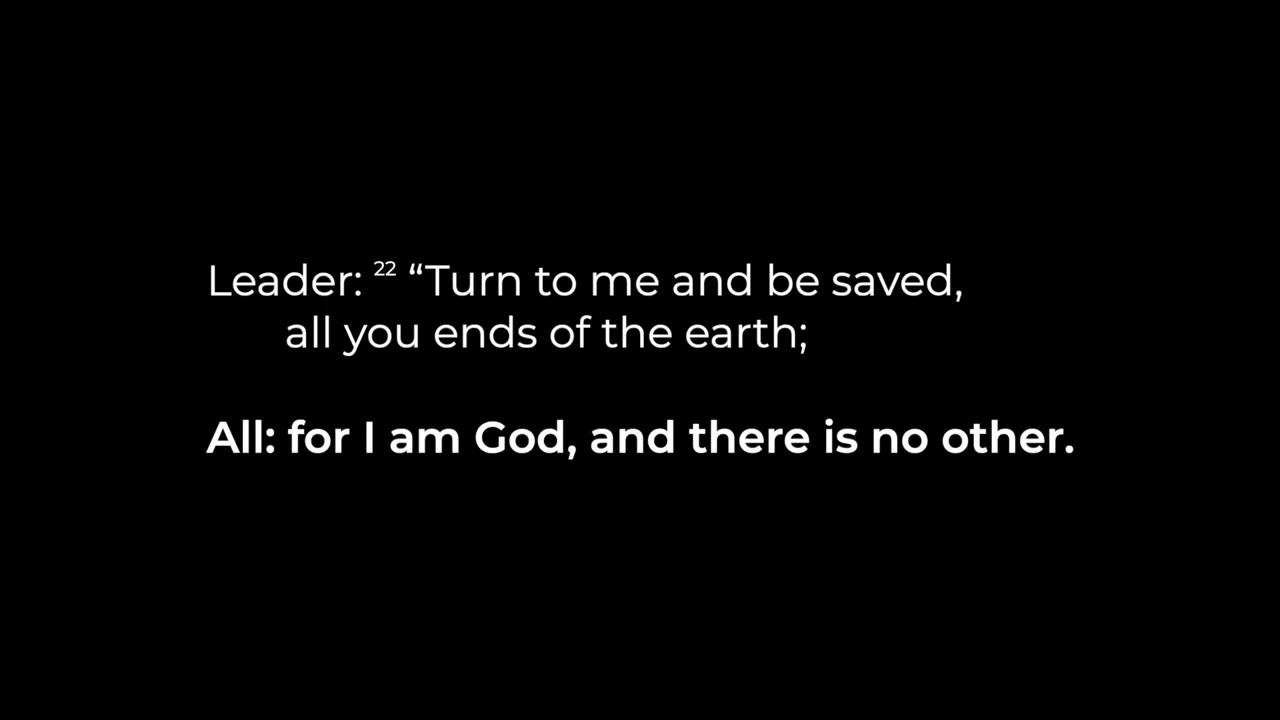 Leader: 22 “Turn to me and be saved,
all you ends of the earth;
All: for I am God, and there is no other.